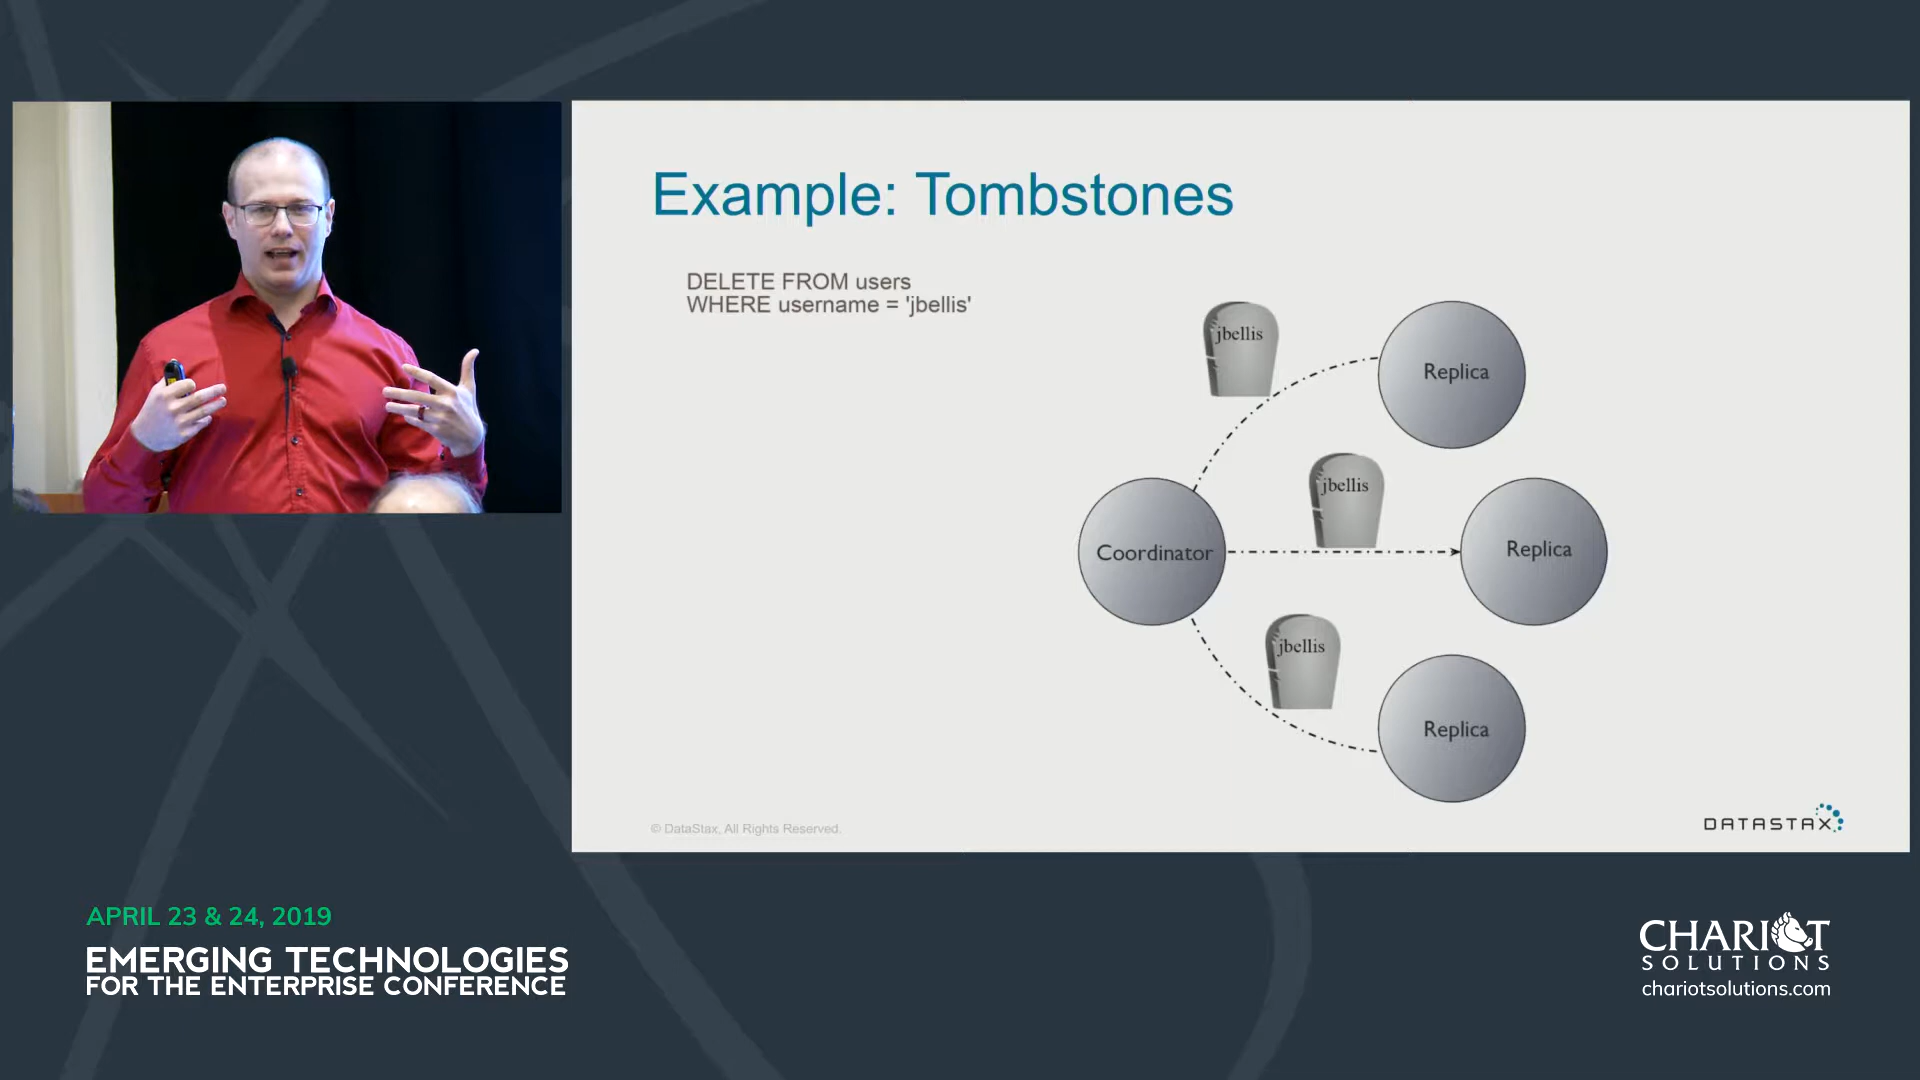 Example: Tombstones
DELETE FROM users
WHERE username = 'jbellis'
jbellis
Replica
jbellis
Coordinator
Replica
jbellis
Replica
© DataStax, All Rights Reserved.
DATASTAX
APRIL 23 & 24, 2019
EMERGING TECHNOLOGIES
FOR THE ENTERPRISE CONFERENCE
CHARIOT
SOLUTIONS
chariotsolutions.com